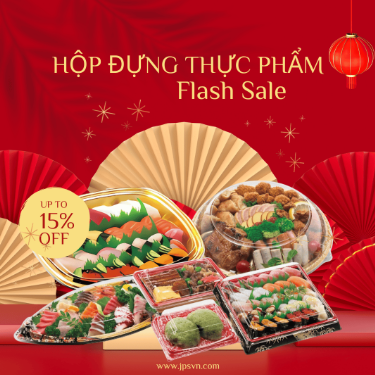 HỘP ĐỰNG THỰC PHẨM
Flash Sale
UP TO
15%
OFF
www.jpsvn.com